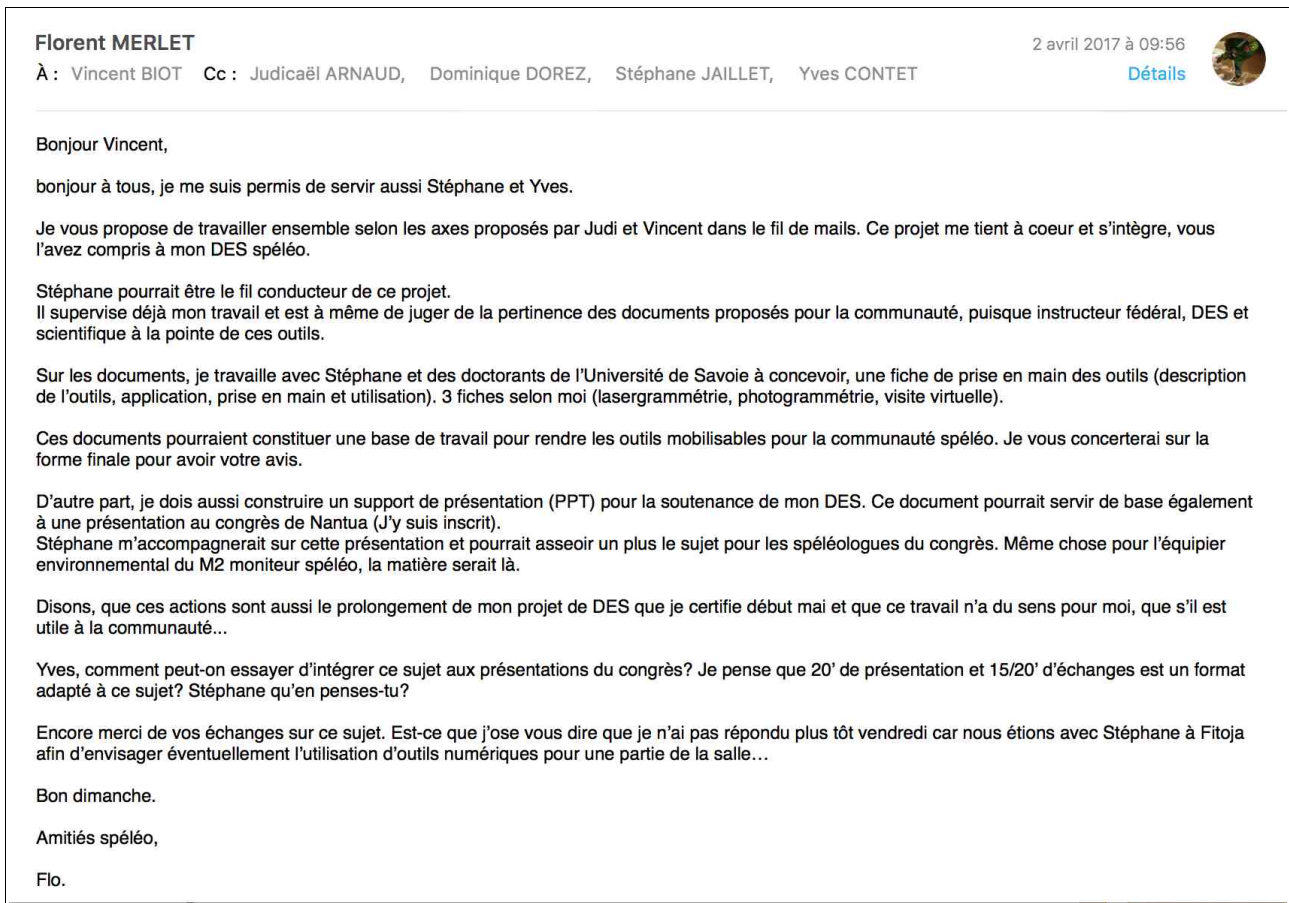 Florent MERLET
2 avril 2017 à 09:56
À : Vincent BIOT Cc : Judicaël ARNAUD, Dominique DOREZ, Stéphane JAILLET, Yves CONTET
Détails
Bonjour Vincent,
bonjour à tous, je me suis permis de servir aussi Stéphane et Yves.
Je vous propose de travailler ensemble selon les axes proposés par Judi et Vincent dans le fil de mails. Ce projet me tient à coeur et s’intègre, vous
l’avez compris à mon DES spéléo.
Stéphane pourrait être le fil conducteur de ce projet.
Il supervise déjà mon travail et est à même de juger de la pertinence des documents proposés pour la communauté, puisque instructeur fédéral, DES et
scientifique à la pointe de ces outils.
Sur les documents, je travaille avec Stéphane et des doctorants de l’Université de Savoie à concevoir, une fiche de prise en main des outils (description
de l’outils, application, prise en main et utilisation). 3 fiches selon moi (lasergrammétrie, photogrammétrie, visite virtuelle).
Ces documents pourraient constituer une base de travail pour rendre les outils mobilisables pour la communauté spéléo. Je vous concerterai sur la
forme finale pour avoir votre avis.
D’autre part, je dois aussi construire un support de présentation (PPT) pour la soutenance de mon DES. Ce document pourrait servir de base également
à une présentation au congrès de Nantua (J’y suis inscrit).
Stéphane m’accompagnerait sur cette présentation et pourrait asseoir un plus le sujet pour les spéléologues du congrès. Même chose pour l’équipier
environnemental du M2 moniteur spéléo, la matière serait là.
Disons, que ces actions sont aussi le prolongement de mon projet de DES que je certifie début mai et que ce travail n’a du sens pour moi, que s’il est
utile à la communauté...
Yves, comment peut-on essayer d’intégrer ce sujet aux présentations du congrès? Je pense que 20’ de présentation et 15/20’ d’échanges est un format
adapté à ce sujet? Stéphane qu’en penses-tu?
Encore merci de vos échanges sur ce sujet. Est-ce que j’ose vous dire que je n’ai pas répondu plus tôt vendredi car nous étions avec Stéphane à Fitoja
afin d’envisager éventuellement l’utilisation d’outils numériques pour une partie de la salle…
Bon dimanche.
Amitiés spéléo,
Flo.